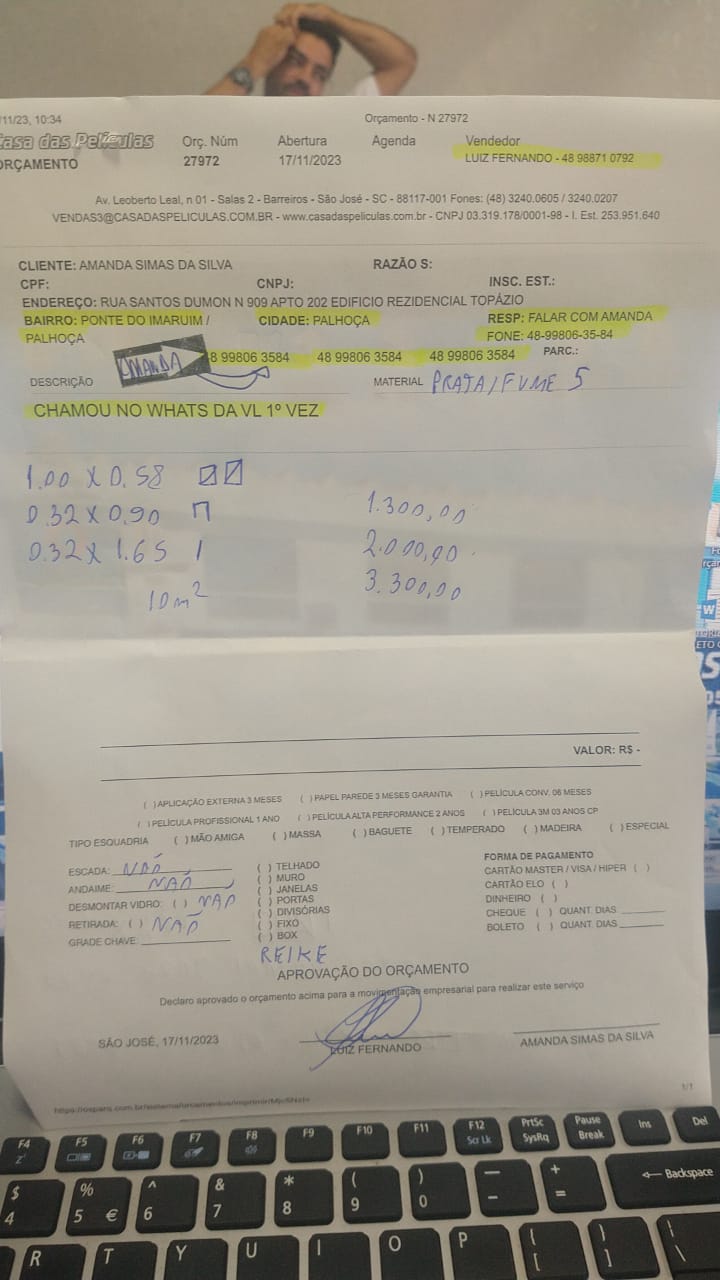 /11/23, 10:34 Orçamento - N 27972
Casa das Películas Orç. Núm Abertura Agenda Vendedor
ORÇAMENTO 27972 17/11/2023 LUIZ FERNANDO - 48 98871 0792
Av. Leoberto Leal, n 01 - Salas 2 - Barreiros - São José - SC - 88117-001 Fones: (48) 3240.0605 / 3240.0207
VENDAS3@CASADASPELICULAS.COM.BR - www.casadaspeliculas.com.br - CNPJ 03.319.178/0001-98 - I. Est. 253.951.640
CLIENTE: AMANDA SIMAS DA SILVA RAZÃO S:
CPF: CNPJ: INSC. EST.:
ENDEREÇO: RUA SANTOS DUMON N 909 APTO 202 EDIFICIO REZIDENCIAL TOPÁZIO
BAIRRO: PONTE DO IMARUIM / CIDADE: PALHOÇA RESP: FALAR COM AMANDA
PALHOÇA FONE: 48-99806-35-84
AMANDA 8 99806 3584 48 99806 3584 48 99806 3584 PARC.:
DESCRIÇÃO MATERIAL PRATA/FUME 5
CHAMOU NO WHATS DA VL 1º VEZ
1.00 X 0.58
0.32 X 0.90 1.300,00
0.32 X 1.65 2.000,00
10m² 3.300,00
VALOR: R$ -
( ) APLICAÇÃO EXTERNA 3 MESES ( ) PAPEL PAREDE 3 MESES GARANTIA ( ) PELÍCULA CONV. 06 MESES
( ) PELÍCULA PROFISSIONAL 1 ANO ( ) PELÍCULA ALTA PERFORMANCE 2 ANOS ( ) PELÍCULA 3M 03 ANOS CP
TIPO ESQUADRIA ( ) MÃO AMIGA ( ) MASSA ( ) BAGUETE ( ) TEMPERADO ( ) MADEIRA ( ) ESPECIAL
ESCADA: NÃO ( ) TELHADO FORMA DE PAGAMENTO
ANDAIME: NÃO ( ) MURO CARTÃO MASTER / VISA / HIPER ( )
DESMONTAR VIDRO: ( ) NÃO ( ) JANELAS CARTÃO ELO ( )
RETIRADA: ( ) NÃO ( ) PORTAS DINHEIRO ( )
GRADE CHAVE: ( ) DIVISÓRIAS CHEQUE ( ) QUANT. DIAS
( ) FIXO BOLETO ( ) QUANT. DIAS
( ) BOX
REIKE
APROVAÇÃO DO ORÇAMENTO
Declaro aprovado o orçamento acima para a movimentação empresarial para realizar este serviço
SÃO JOSÉ, 17/11/2023 LUIZ FERNANDO AMANDA SIMAS DA SILVA
1/1
F4 F5 F6 F7 F8 F9 F10 F11 F12 PrtSc Pause Ins Del
Scr Lk SysRq Break
$ % ^ & * ( ) — + ← Backspace
4 5 € 6 7 8 9 0 - =
R T Y U I O P { [ } ] | \